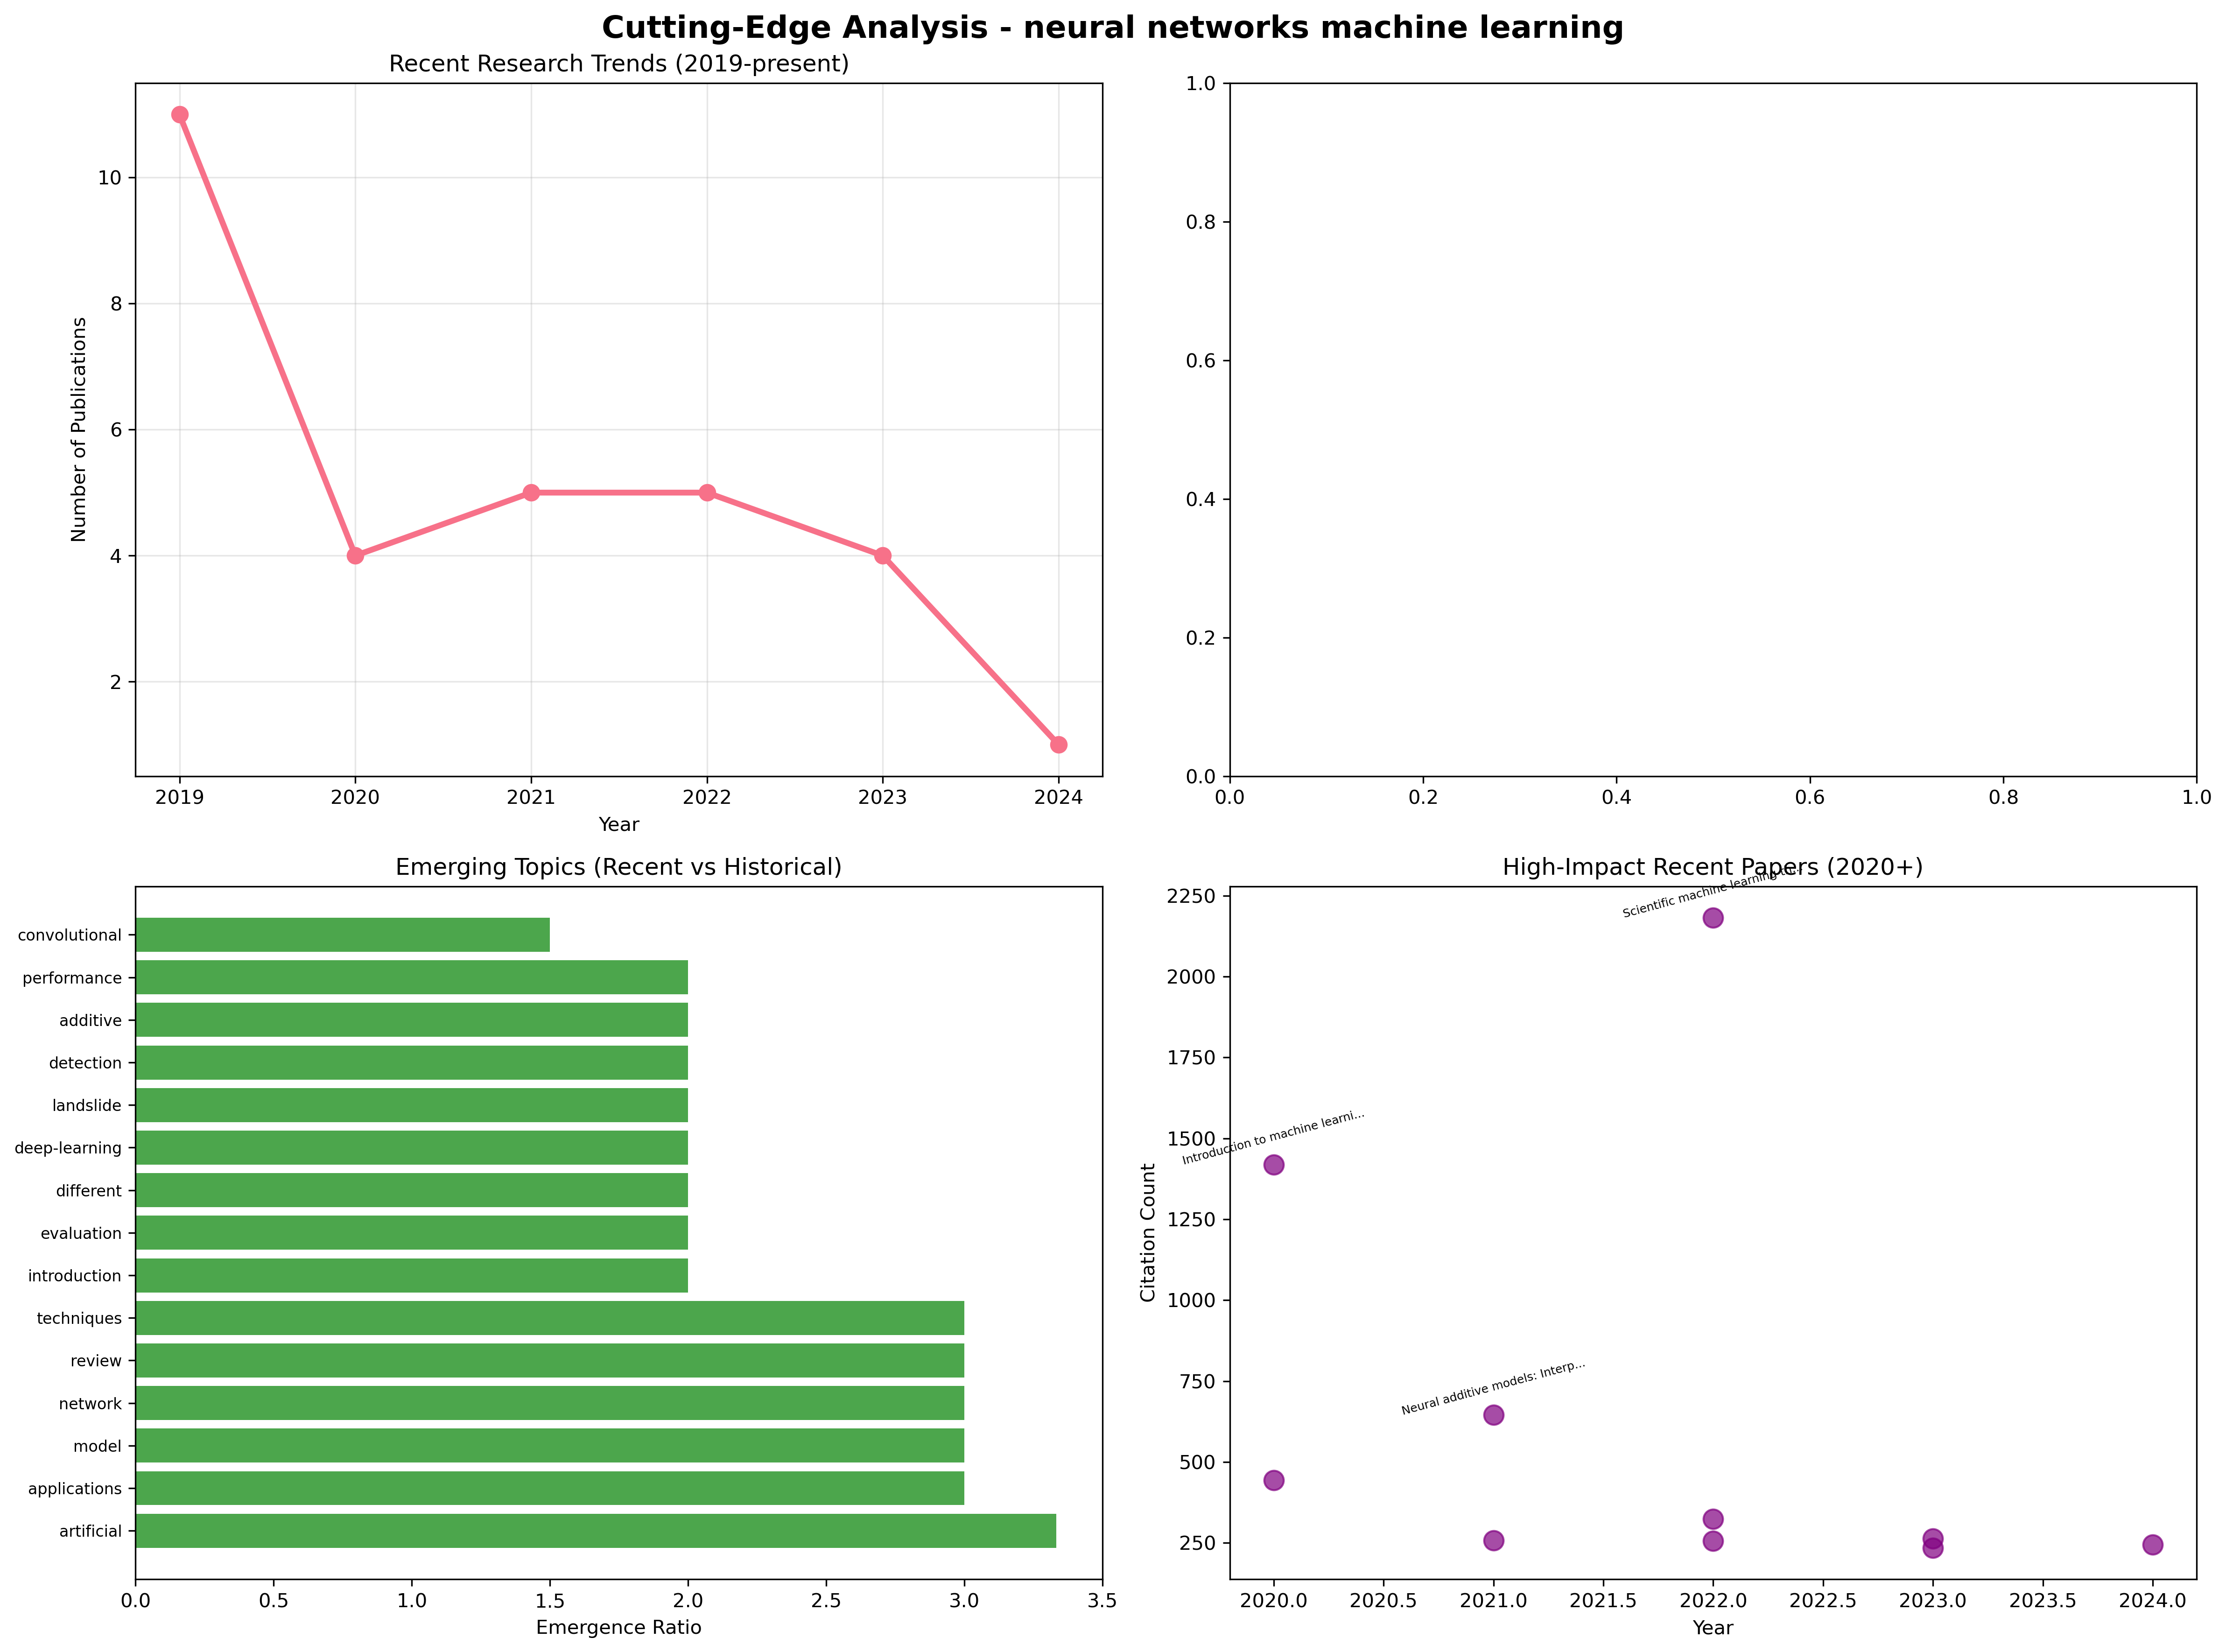 Cutting-Edge Analysis - neural networks machine learning
Recent Research Trends (2019-present)
Number of Publications
10
8
6
4
2
2019 2020 2021 2022 2023 2024
Year
1.0
0.8
0.6
0.4
0.2
0.0
0.0 0.2 0.4 0.6 0.8 1.0
Emerging Topics (Recent vs Historical)
convolutional
performance
additive
detection
landslide
deep-learning
different
evaluation
introduction
techniques
review
network
model
applications
artificial
0.0 0.5 1.0 1.5 2.0 2.5 3.0 3.5
Emergence Ratio
High-Impact Recent Papers (2020+)
Citation Count
2250
2000
1750
1500
1250
1000
750
500
250
Scientific machine learning
Introduction to machine learni...
Neural additive models: Interp...
2020.0 2020.5 2021.0 2021.5 2022.0 2022.5 2023.0 2023.5 2024.0
Year